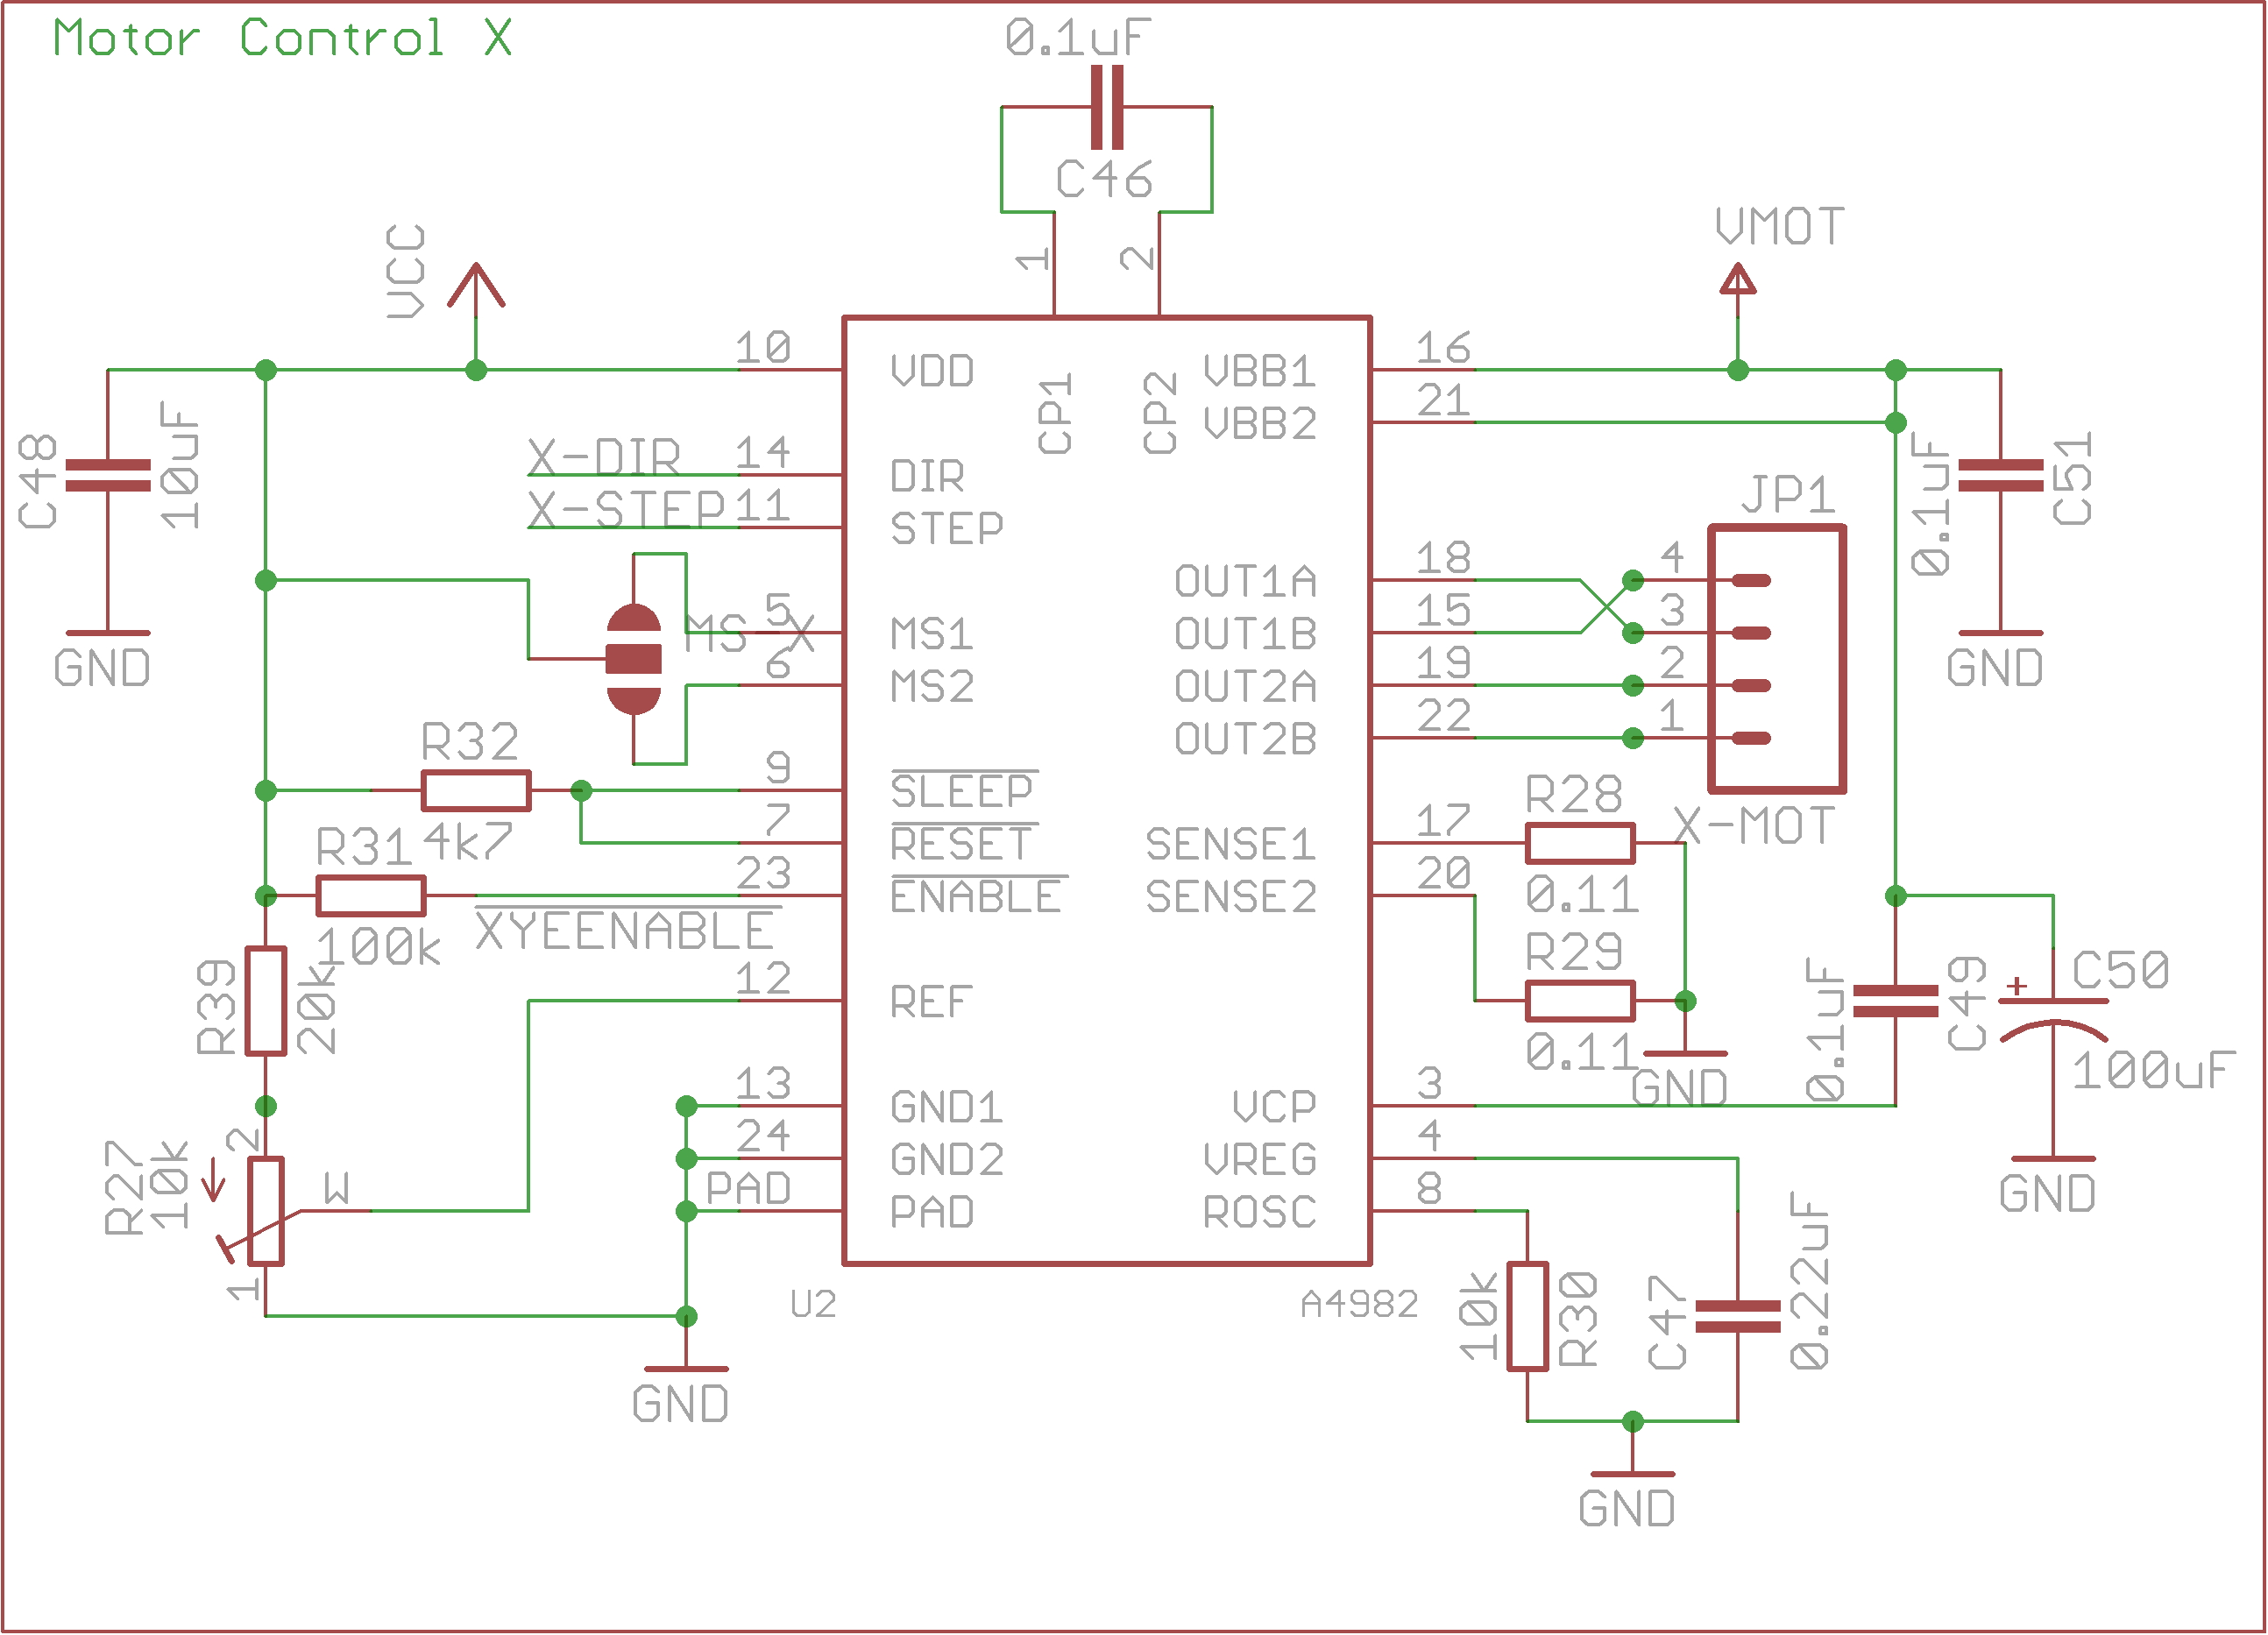 Motor Control X
0.1uF
C46
1
2
VCC
VMOT
C48
10uF
GND
10
VDD
X-DIR
14
DIR
X-STEP
11
STEP
MS-X
5
MS1
6
MS2
R32
4k7
9
SLEEP
7
RESET
R31
100k
23
ENABLE
XYEENABLE
R39
20k
12
REF
R27
10k
2
W
1
13
GND1
24
GND2
PAD
PAD
GND
U2
A4982
CP1
CP2
16
VBB1
21
VBB2
18
OUT1A
15
OUT1B
19
OUT2A
22
OUT2B
17
SENSE1
20
SENSE2
3
VCP
4
VREG
8
ROSC
JP1
4
3
2
1
X-MOT
0.1uF
C51
GND
R28
0.11
R29
0.11
GND
0.1uF
C49
+
C50
100uF
GND
10k
R30
C47
0.22uF
GND